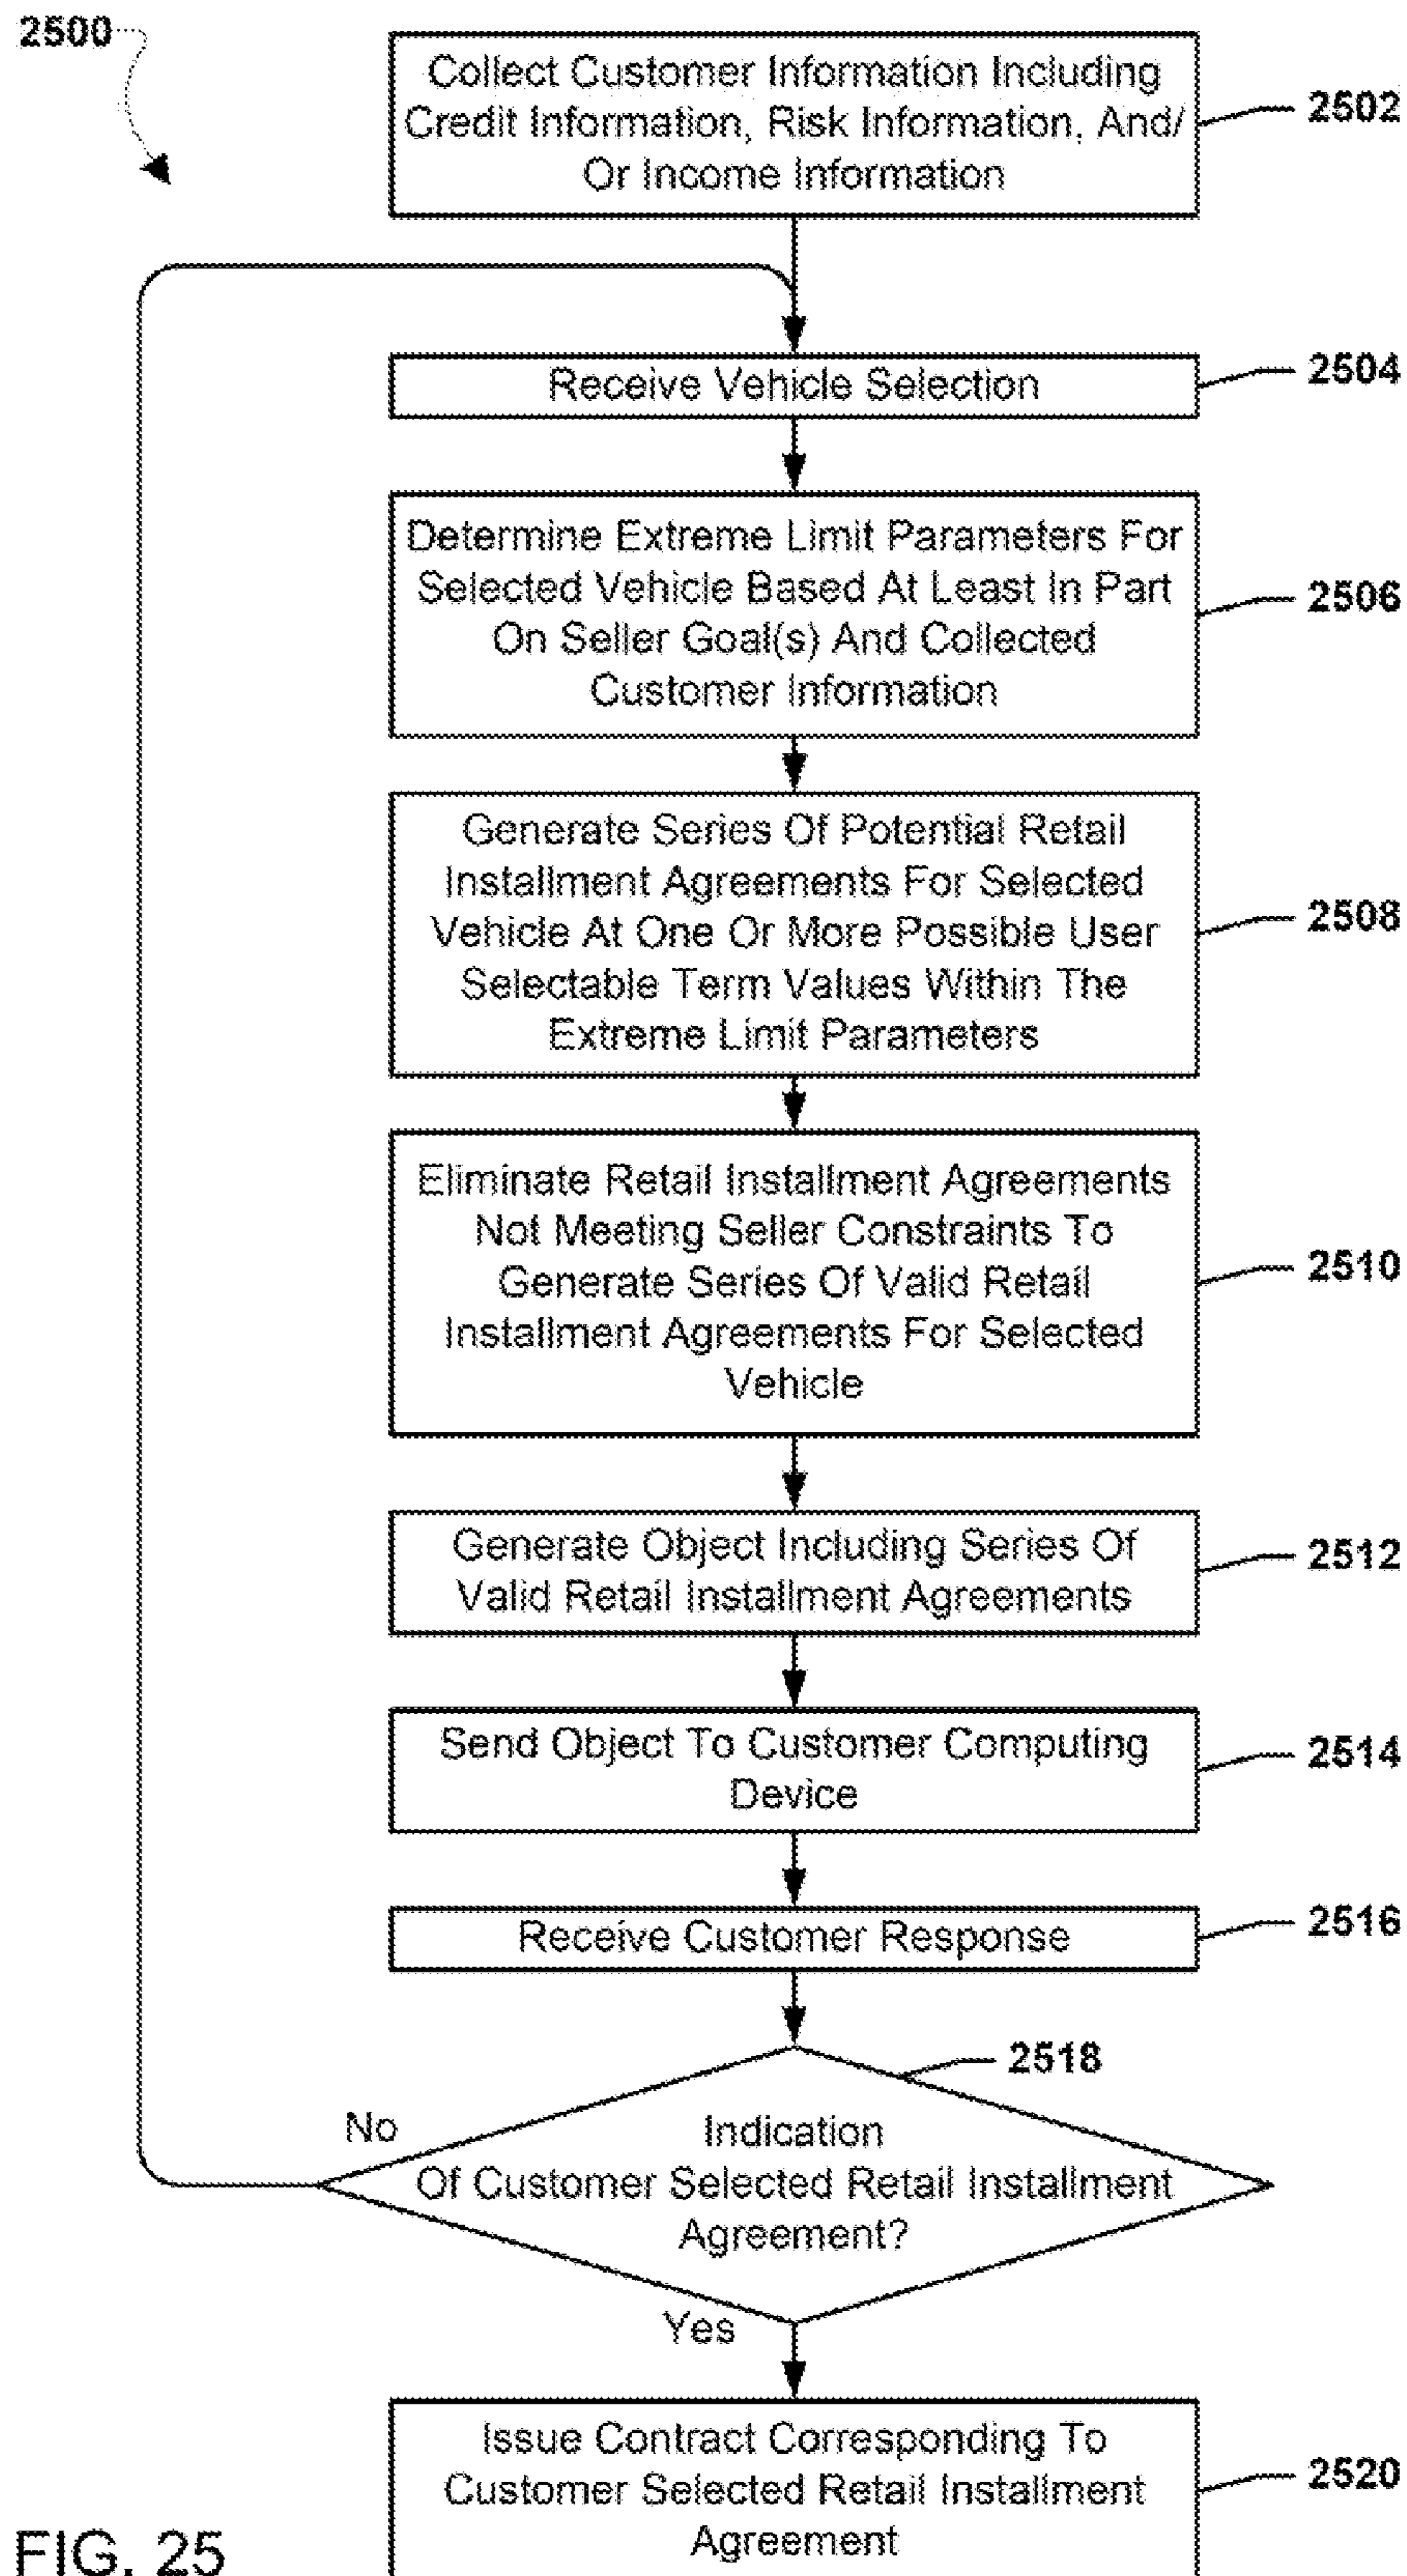 2500
Collect Customer Information Including
Credit Information, Risk Information, And/
Or Income Information
2502
Receive Vehicle Selection
2504
Determine Extreme Limit Parameters For
Selected Vehicle Based At Least In Part
On Seller Goal(s) And Collected
Customer Information
2506
Generate Series Of Potential Retail
Installment Agreements For Selected
Vehicle At One Or More Possible User
Selectable Term Values Within The
Extreme Limit Parameters
2508
Eliminate Retail Installment Agreements
Not Meeting Seller Constraints To
Generate Series Of Valid Retail
Installment Agreements For Selected
Vehicle
2510
Generate Object Including Series Of
Valid Retail Installment Agreements
2512
Send Object To Customer Computing
Device
2514
Receive Customer Response
2516
2518
No
Indication
Of Customer Selected Retail Installment
Agreement?
Yes
Issue Contract Corresponding To
Customer Selected Retail Installment
Agreement
2520
FIG. 25